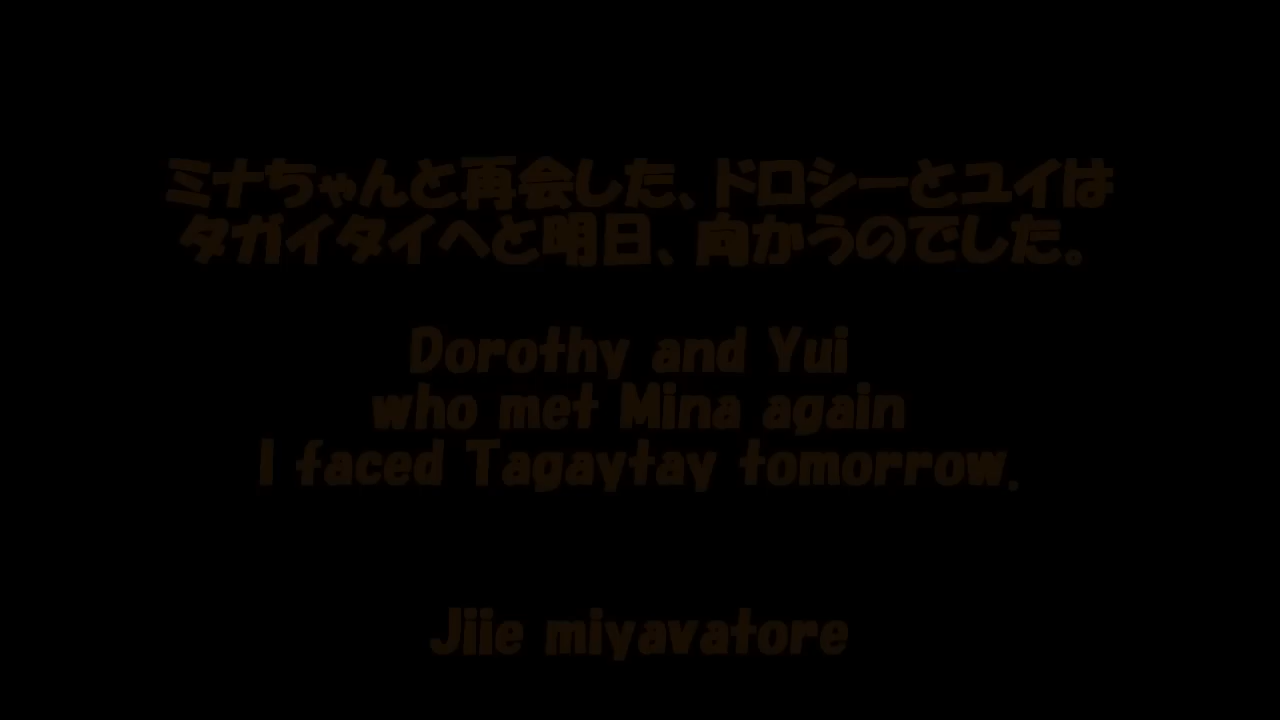 ミナちゃんと再会した、ドロシーとユイは
タガイタイへと明日、向かうのでした。
Dorothy and Yui
who met Mina again
I faced Tagaytay tomorrow.
Jiie miyavatore